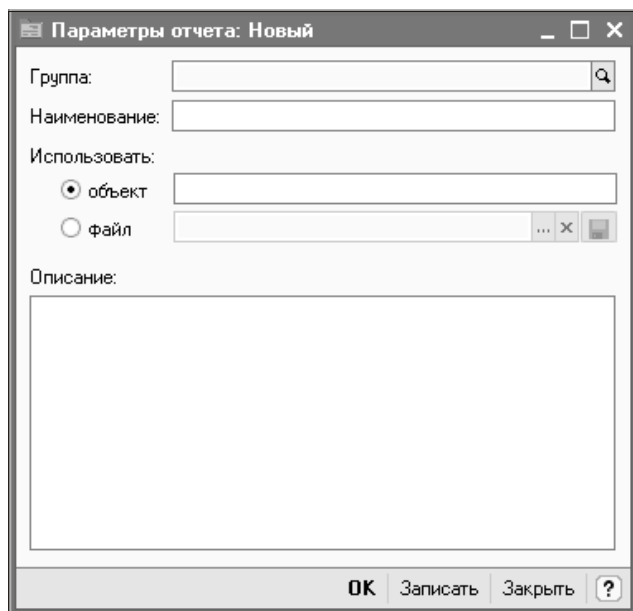 Параметры отчета: Новый
Группа:
Наименование:
Использовать:
объект
файл ...
Описание:
OK Записать Закрыть ?